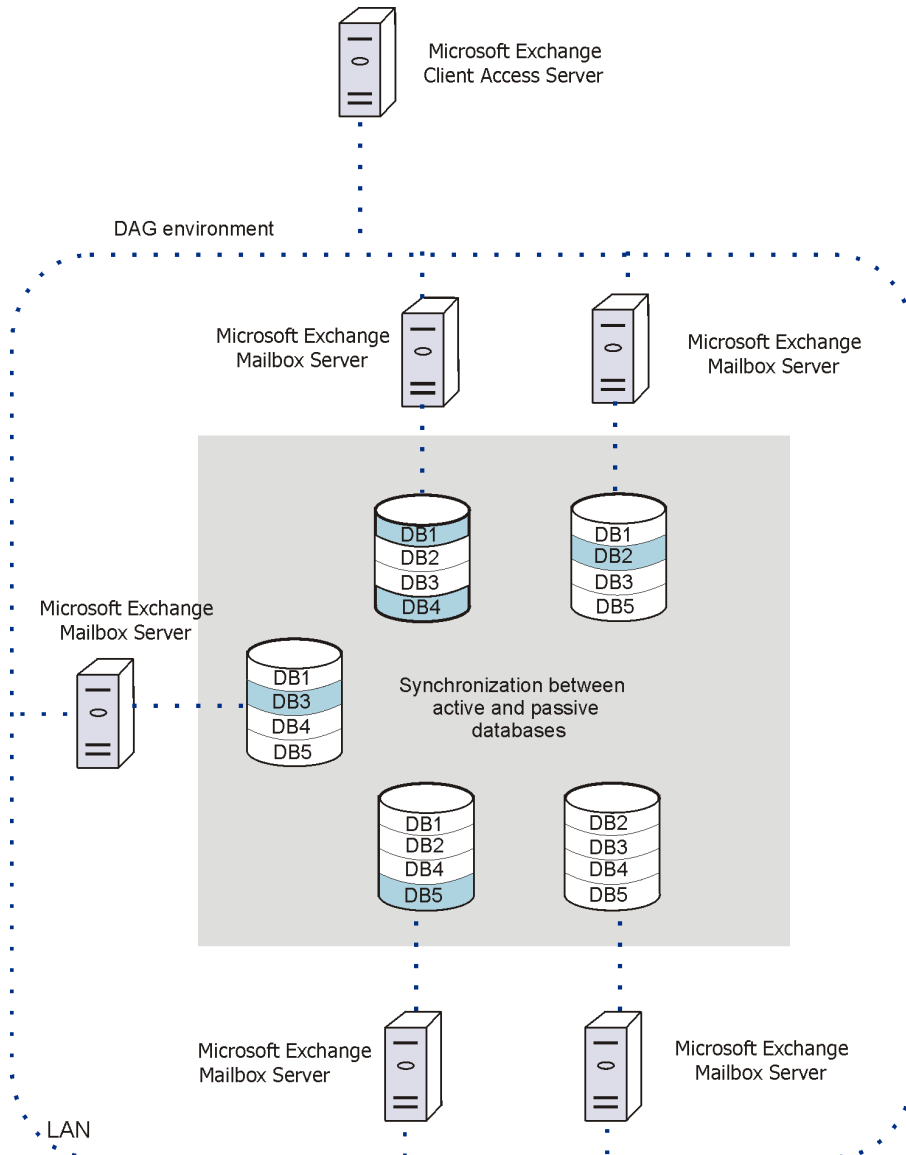 Microsoft Exchange
Client Access Server
DAG environment
Microsoft Exchange
Mailbox Server
Microsoft Exchange
Mailbox Server
DB1
DB2
DB3
DB4
DB1
DB2
DB3
DB5
Microsoft Exchange
Mailbox Server
DB1
DB3
DB4
DB5
Synchronization between
active and passive
databases
DB1
DB2
DB4
DB5
DB2
DB3
DB4
DB5
Microsoft Exchange
Mailbox Server
Microsoft Exchange
Mailbox Server
LAN